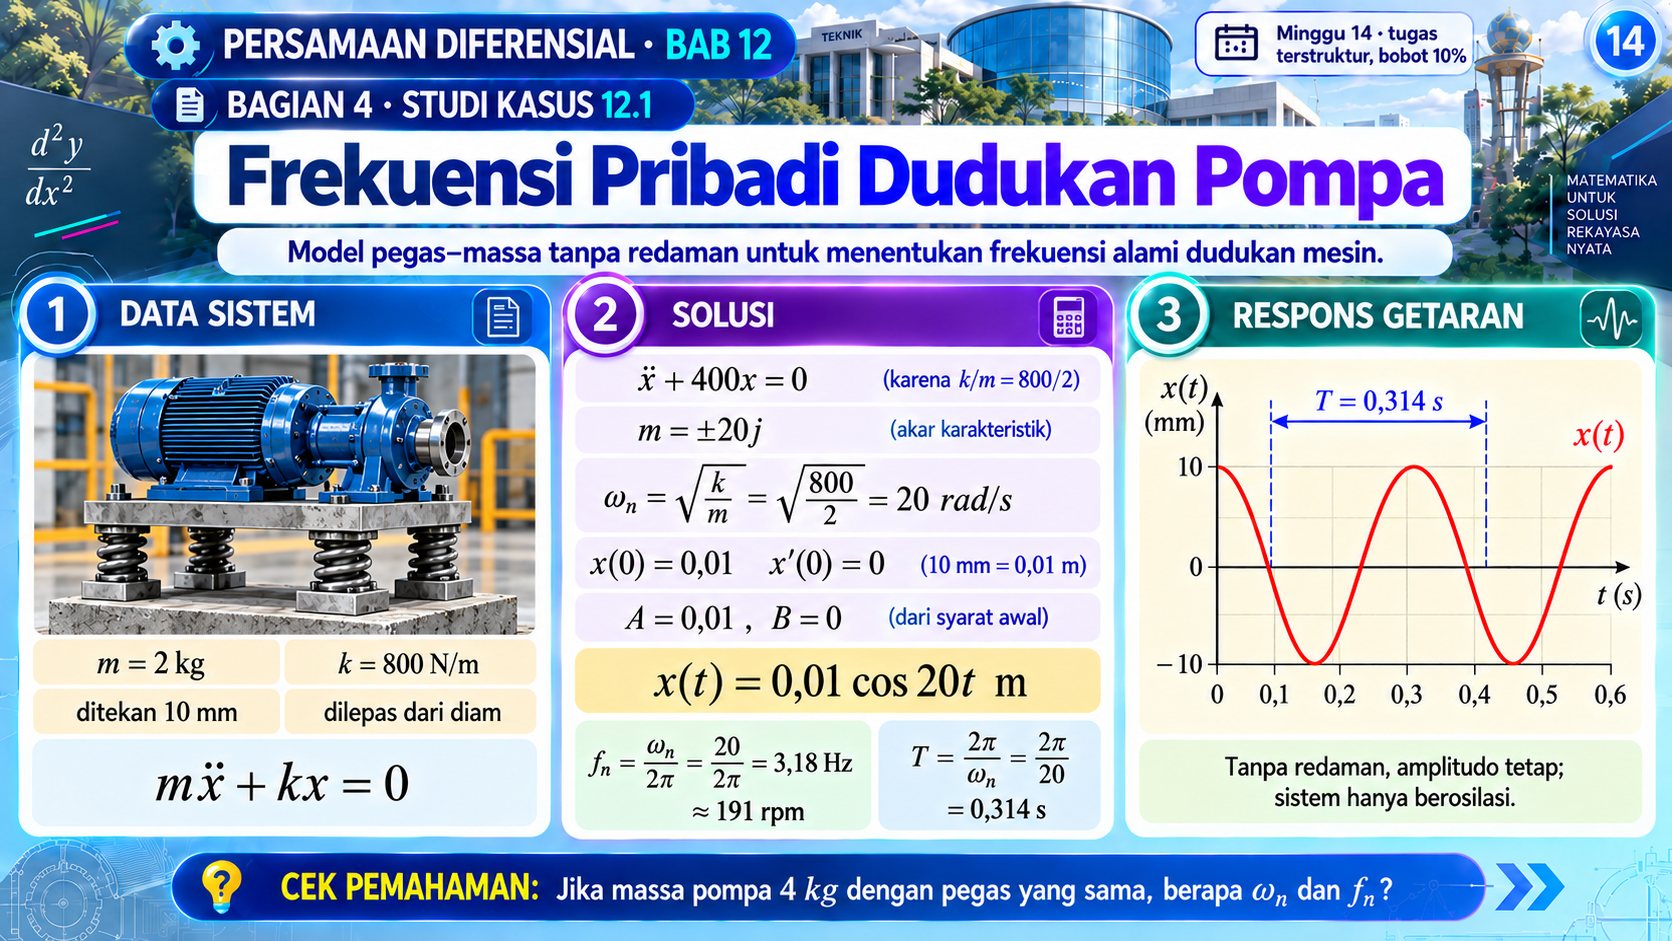 PERSAMAAN DIFERENSIAL · BAB 12
BAGIAN 4 · STUDI KASUS 12.1
TEKNIK
Minggu 14 · tugas
terstruktur, bobot 10%
14
d²y
dx²
MATEMATIKA
UNTUK
SOLUSI
REKAYASA
NYATA
Frekuensi Pribadi Dudukan Pompa
Model pegas–massa tanpa redaman untuk menentukan frekuensi alami dudukan mesin.
1 DATA SISTEM
m = 2 kg
k = 800 N/m
ditekan 10 mm
dilepas dari diam
mẍ + kx = 0
2 SOLUSI
ẍ + 400x = 0 (karena k/m = 800/2)
m = ±20j (akar karakteristik)
ωₙ = √(k/m) = √(800/2) = 20 rad/s
x(0) = 0,01 x′(0) = 0 (10 mm = 0,01 m)
A = 0,01 , B = 0 (dari syarat awal)
x(t) = 0,01 cos 20t m
fₙ = ωₙ/2π = 20/2π = 3,18 Hz
≈ 191 rpm
T = 2π/ωₙ = 2π/20
= 0,314 s
3 RESPONS GETARAN
x(t)
(mm)
T = 0,314 s
x(t)
10
0
−10
t (s)
0 0,1 0,2 0,3 0,4 0,5 0,6
Tanpa redaman, amplitudo tetap;
sistem hanya berosilasi.
CEK PEMAHAMAN: Jika massa pompa 4 kg dengan pegas yang sama, berapa ωₙ dan fₙ?